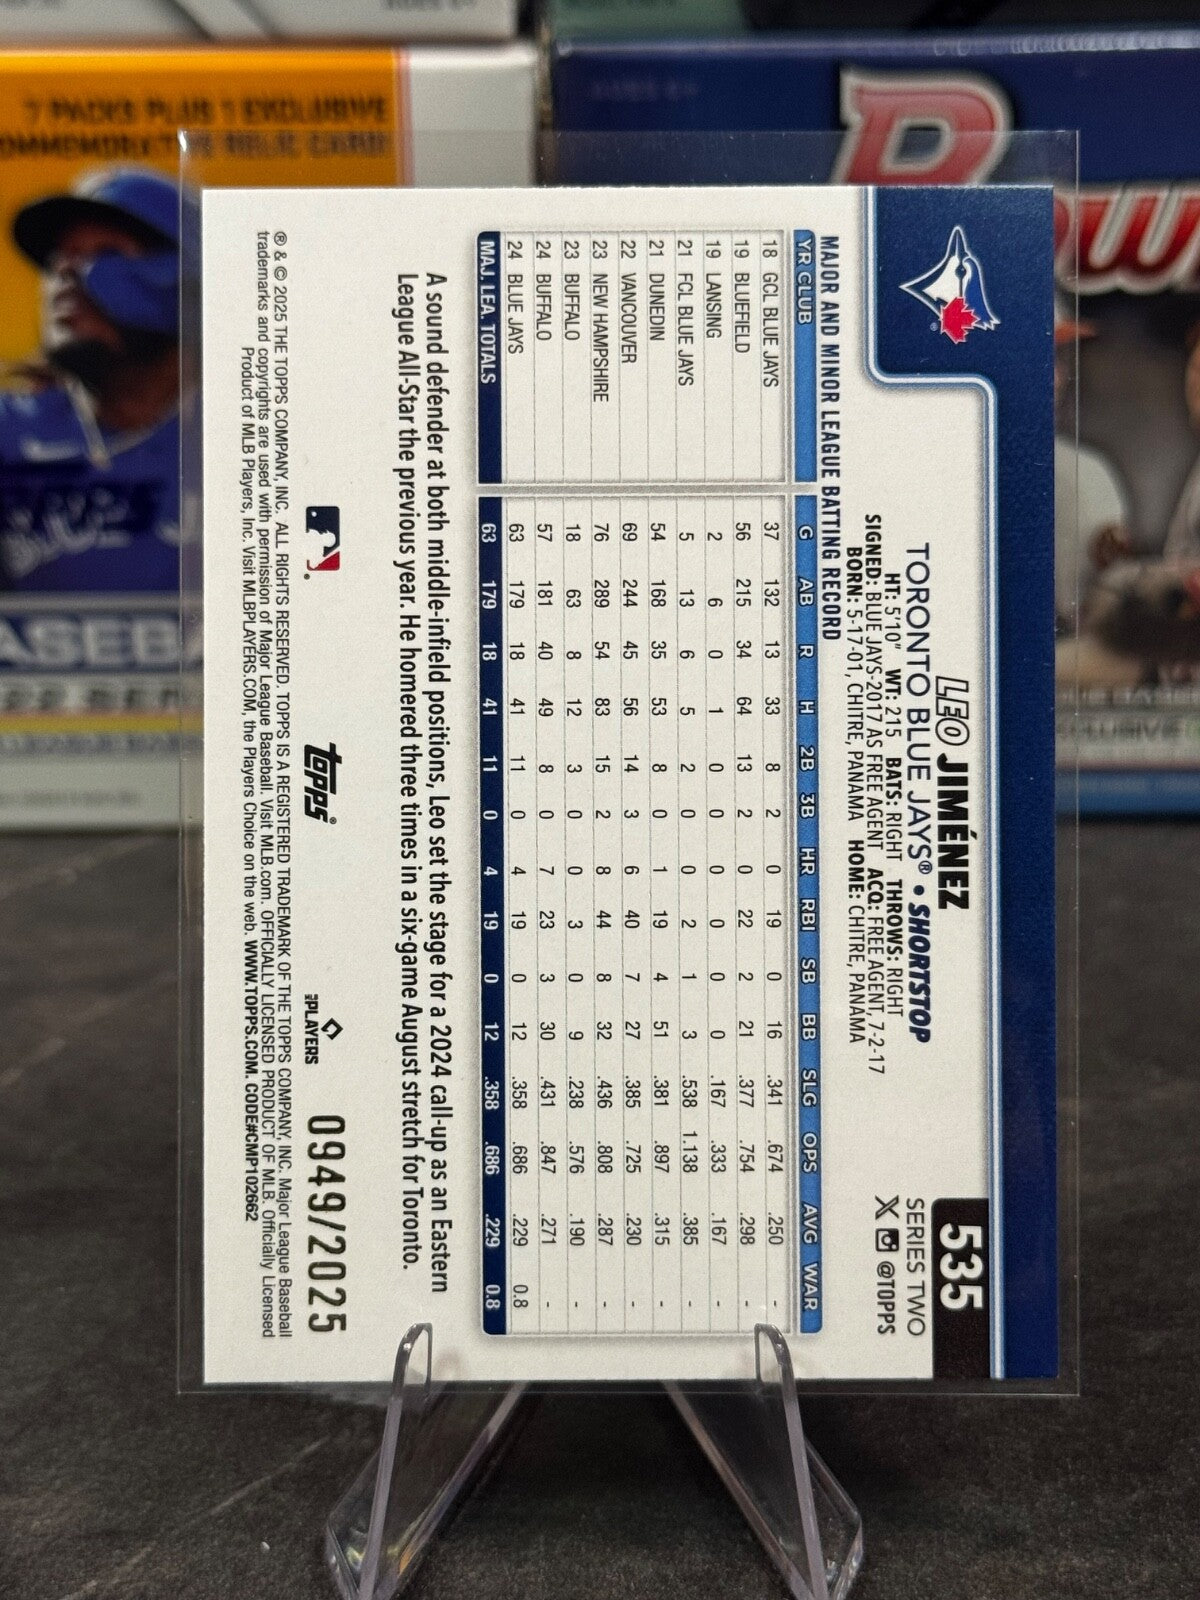 7 PACKS PLUS 1 EXCLUSIVE
COMMEMORATIVE RELIC CARD!
535
LEO JIMÉNEZ
TORONTO BLUE JAYS® • SHORTSTOP
SERIES TWO
HT: 5'10" WT: 215 BATS: RIGHT THROWS: RIGHT
SIGNED: BLUE JAYS-2017 AS FREE AGENT ACQ: FREE AGENT, 7-2-17
@TOPPS
BORN: 5-17-01, CHITRE, PANAMA HOME: CHITRE, PANAMA
MAJOR AND MINOR LEAGUE BATTING RECORD
YR CLUB G AB R H 2B 3B HR RBI SB BB SLG OPS AVG WAR
18 GCL BLUE JAYS 37 132 13 33 8 2 0 19 0 16 .341 .674 .250 -
19 BLUEFIELD 56 215 34 64 13 2 0 22 2 21 .377 .754 .298 -
19 LANSING 2 6 0 1 0 0 0 0 0 0 .167 .333 .167 -
21 FCL BLUE JAYS 5 13 6 5 2 0 0 2 1 3 .538 1.138 .385 -
21 DUNEDIN 54 168 35 53 8 0 1 19 4 51 .381 .897 .315 -
22 VANCOUVER 69 244 45 56 14 3 6 40 7 27 .385 .725 .230 -
23 NEW HAMPSHIRE 76 289 54 83 15 2 8 44 8 32 .436 .808 .287 -
23 BUFFALO 18 63 8 12 3 0 0 3 0 9 .238 .576 .190 -
24 BUFFALO 57 181 40 49 8 0 7 23 3 30 .431 .847 .271 -
24 BLUE JAYS 63 179 18 41 11 0 4 19 0 12 .358 .686 .229 0.8
MAJ. LEA. TOTALS 63 179 18 41 11 0 4 19 0 12 .358 .686 .229 0.8
A sound defender at both middle-infield positions, Leo set the stage for a 2024 call-up as an Eastern
League All-Star the previous year. He homered three times in a six-game August stretch for Toronto.
topps®
PLAYERS
0949/2025
® & © 2025 THE TOPPS COMPANY, INC. ALL RIGHTS RESERVED. TOPPS IS A REGISTERED TRADEMARK OF THE TOPPS COMPANY, INC. Major League Baseball
trademarks and copyrights are used with permission of Major League Baseball. Visit MLB.com. OFFICIALLY LICENSED PRODUCT OF MLB. Officially Licensed
Product of MLB Players, Inc. Visit MLBPLAYERS.COM, the Players Choice on the web. WWW.TOPPS.COM. CODE#CMP102662